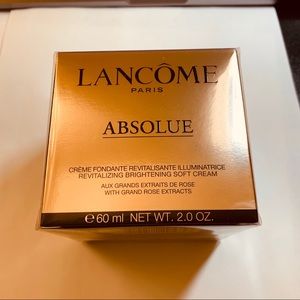 LANCÔME
PARIS
ABSOLUE
CRÈME FONDANTE REVITALISANTE ILLUMINATRICE
REVITALIZING BRIGHTENING SOFT CREAM
AUX GRANDS EXTRAITS DE ROSE
WITH GRAND ROSE EXTRACTS
℮ 60 ml NET WT. 2.0 OZ.